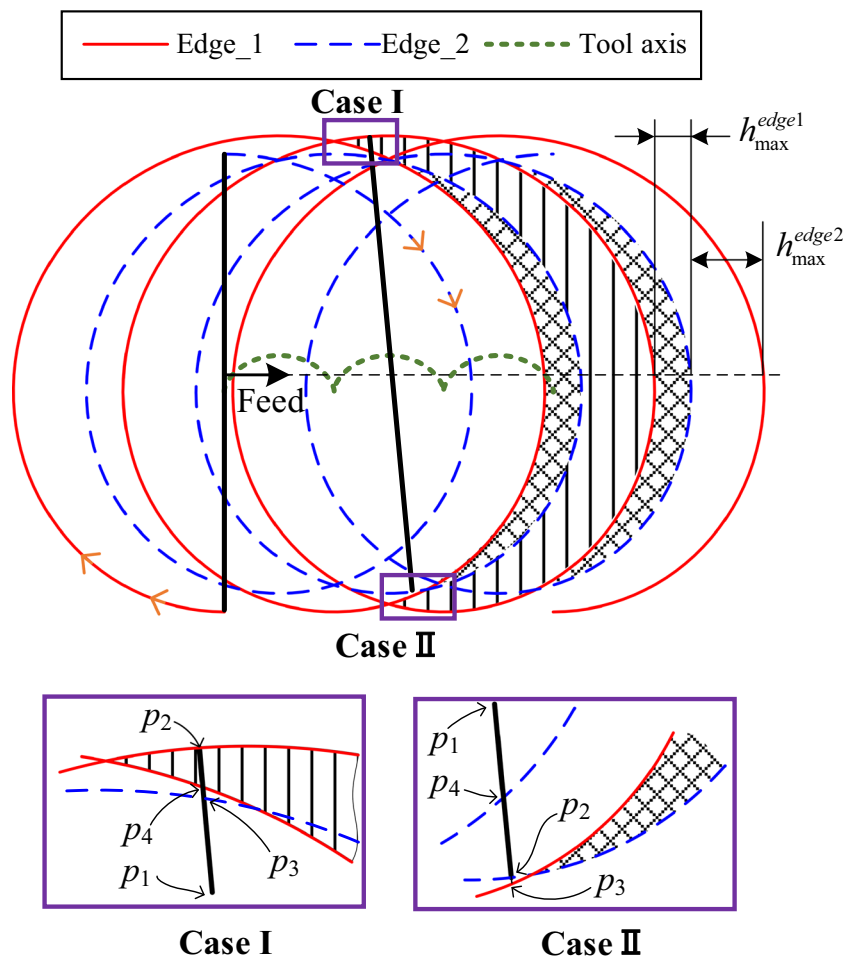 Edge_1 Edge_2 Tool axis
Case I
h_max^edge1
h_max^edge2
Feed
Case Ⅱ
p2
p4
p3
p1
p1
p4
p2
p3
Case I
Case Ⅱ